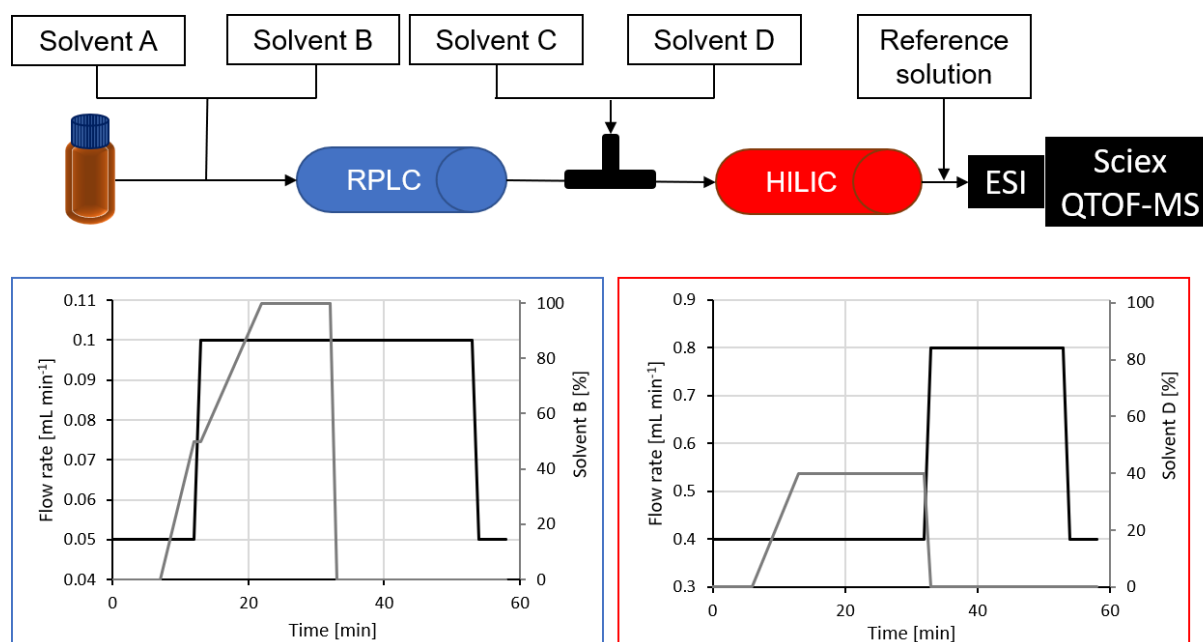 Solvent A
Solvent B
Solvent C
Solvent D
Reference
solution
RPLC
HILIC
ESI
Sciex
QTOF-MS
Flow rate [mL min⁻¹]
0.11
0.1
0.09
0.08
0.07
0.06
0.05
0.04
100
80
60
40
20
0
Solvent B [%]
0
20
40
60
Time [min]
Flow rate [mL min⁻¹]
0.9
0.8
0.7
0.6
0.5
0.4
0.3
100
80
60
40
20
0
Solvent D [%]
0
20
40
60
Time [min]